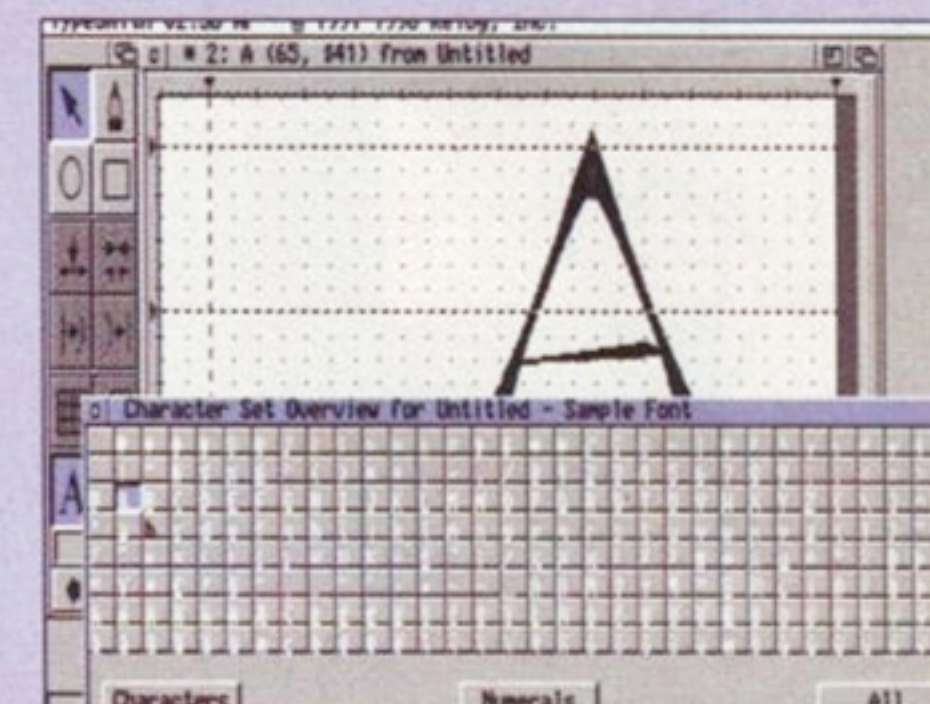 # 2: A (65, $41) from Untitled
A
A
Character Set Overview for Untitled - Sample Font
Characters
Numerals
All